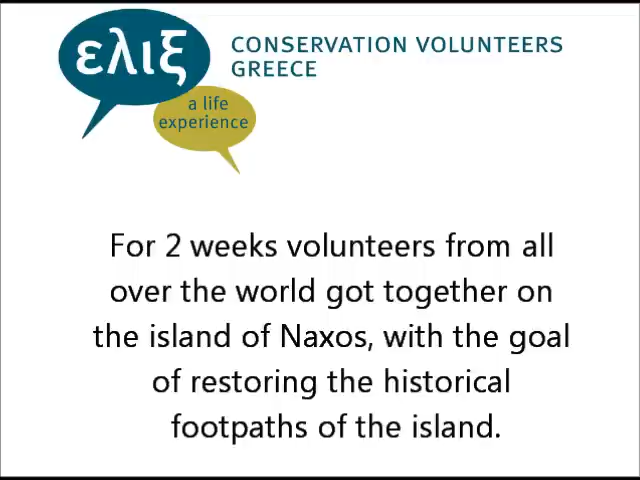 ελιξ
CONSERVATION VOLUNTEERS
GREECE
a life
experience
For 2 weeks volunteers from all
over the world got together on
the island of Naxos, with the goal
of restoring the historical
footpaths of the island.